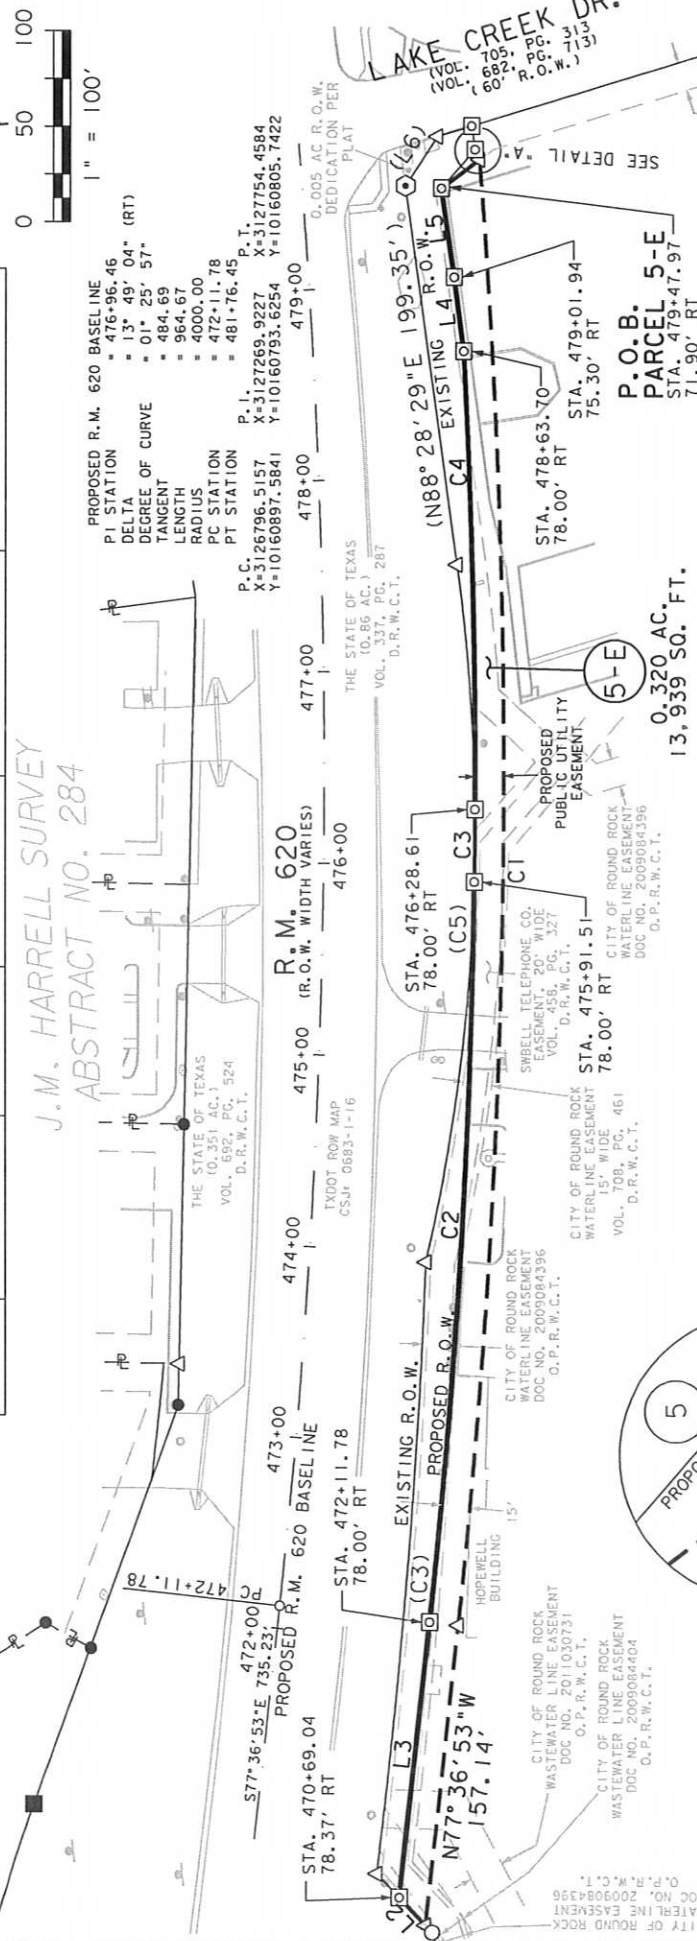 0 50 100
1" = 100'
PROPOSED R.M. 620 BASELINE
PI STATION = 476+96.46
DELTA = 13° 49' 04" (RT)
DEGREE OF CURVE = 01° 25' 57"
TANGENT = 484.69
LENGTH = 964.67
RADIUS = 4000.00
PC STATION = 472+11.78
PT STATION = 481+76.45
P.C.
X=3126796.5157
Y=10160897.5841
P.I.
X=3127269.9227
Y=10160793.6254
P.T.
X=3127754.4584
Y=10160805.7422
J.M. HARRELL SURVEY
ABSTRACT NO. 284
LAKE CREEK DR.
(VOL. 705, PG. 313
(VOL. 682, PG. 713)
(60' R.O.W.)
0.005 AC R.O.W.
DEDICATION PER
PLAT
(L6)
SEE DETAIL "A"
THE STATE OF TEXAS
(0.351 AC.)
VOL. 692, PG. 524
D.R.W.C.T.
R.M. 620
(R.O.W. WIDTH VARIES)
TXDOT ROW MAP
CSJ: 0683-1-16
THE STATE OF TEXAS
(0.86 AC.)
VOL. 337, PG. 287
D.R.W.C.T.
PC 472+11.78
472+00
473+00
474+00
475+00
476+00
477+00
478+00
479+00
S77°36'53"E 735.23'
PROPOSED R.M. 620 BASELINE
STA. 470+69.04
78.37' RT
STA. 472+11.78
78.00' RT
STA. 476+28.61
78.00' RT
(N88°28'29"E 199.35')
EXISTING R.O.W.
EXISTING R.O.W.
PROPOSED R.O.W.
L3
(C3)
C2
(C5)
C3
C4
L4
L5
C1
N77°36'53"W
157.14'
HOPEWELL
BUILDING
15'
STA. 475+91.51
78.00' RT
STA. 478+63.70
78.00' RT
STA. 479+01.94
75.30' RT
P.O.B.
PARCEL 5-E
STA. 479+47.97
71.90' RT
PROPOSED
PUBLIC UTILITY
EASEMENT
5-E
0.320 AC.
13,939 SQ. FT.
SWBELL TELEPHONE CO.
EASEMENT, 20' WIDE
VOL. 458, PG. 327
D.R.W.C.T.
CITY OF ROUND ROCK
WATERLINE EASEMENT
DOC NO. 2009084396
O.P.R.W.C.T.
CITY OF ROUND ROCK
WATERLINE EASEMENT
15' WIDE
VOL. 708, PG. 461
D.R.W.C.T.
CITY OF ROUND ROCK
WATERLINE EASEMENT
DOC NO. 2009084396
O.P.R.W.C.T.
CITY OF ROUND ROCK
WASTEWATER LINE EASEMENT
DOC NO. 2011030731
O.P.R.W.C.T.
CITY OF ROUND ROCK
WASTEWATER LINE EASEMENT
DOC NO. 2009084404
O.P.R.W.C.T.
CITY OF ROUND ROCK
ATERLINE EASEMENT
OC NO. 2009084396
O.P.R.W.C.T.
5